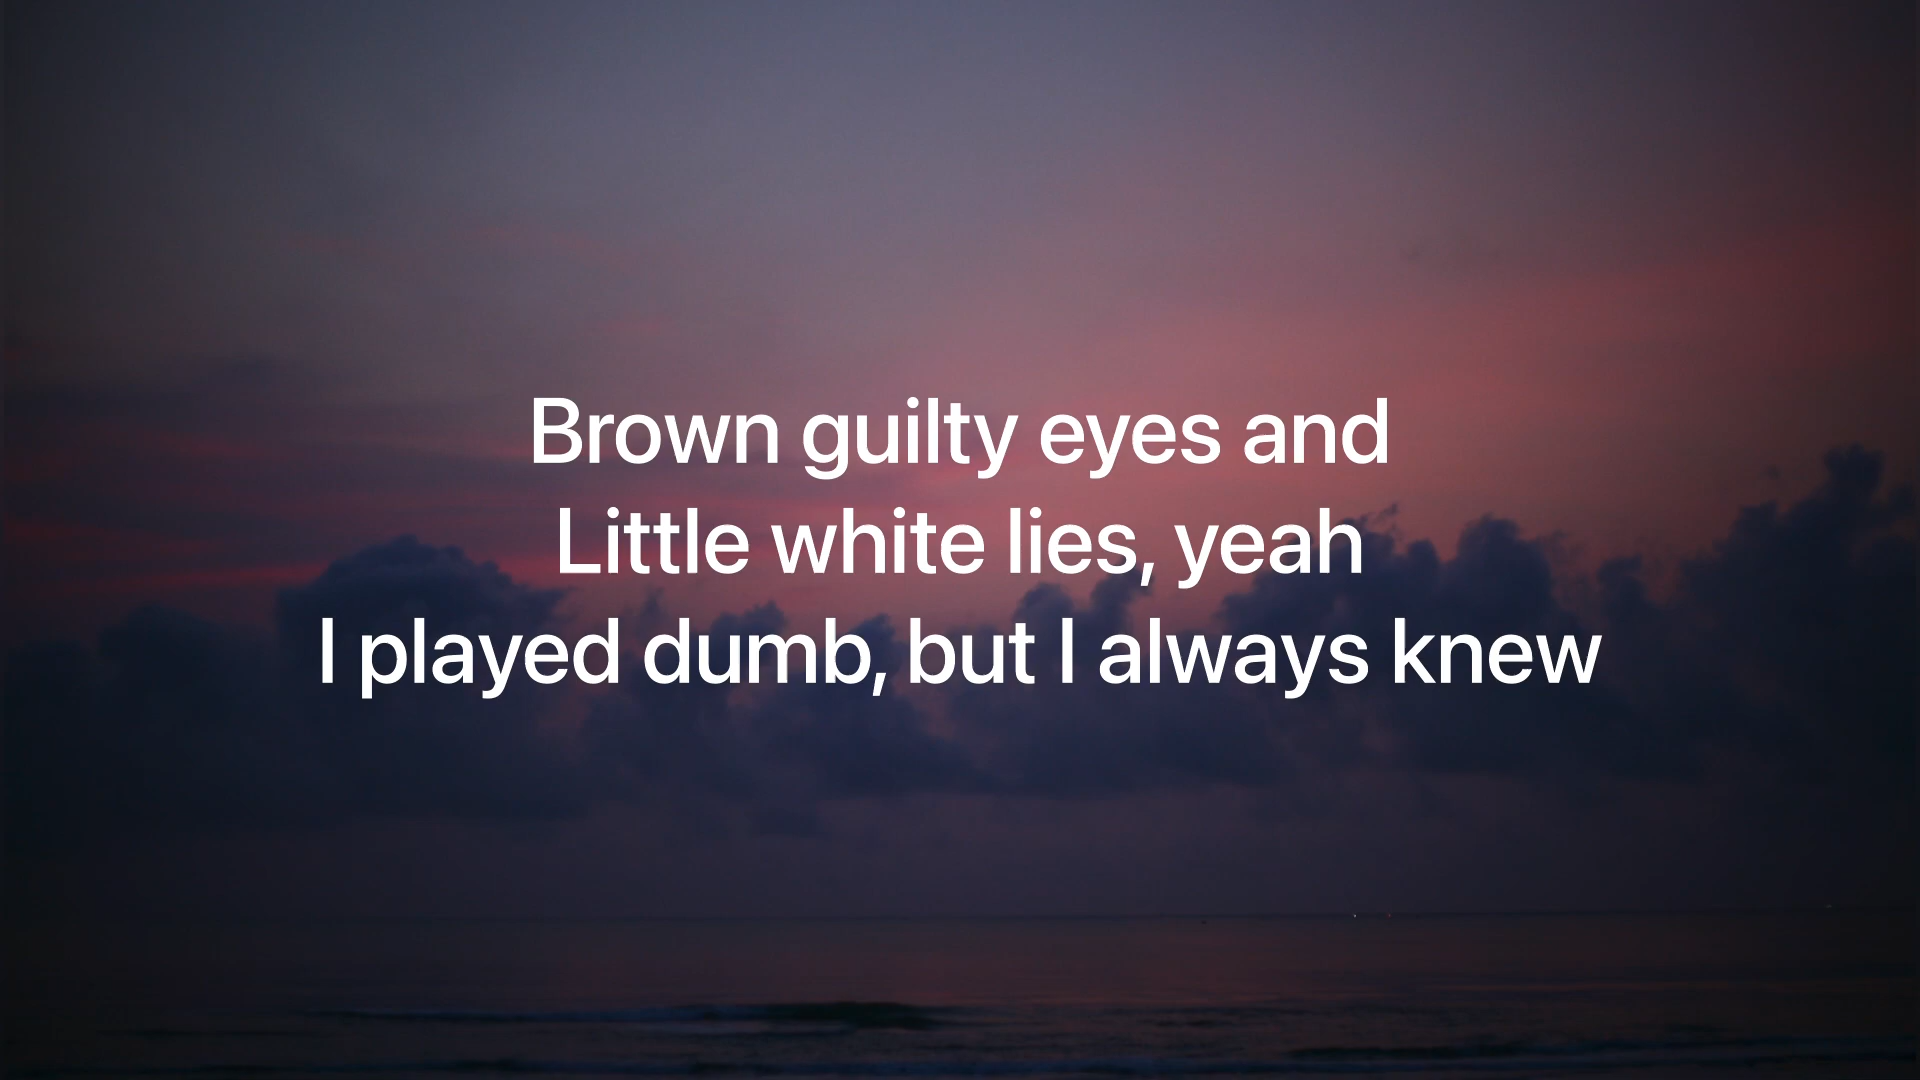 Brown guilty eyes and
Little white lies, yeah
I played dumb, but I always knew